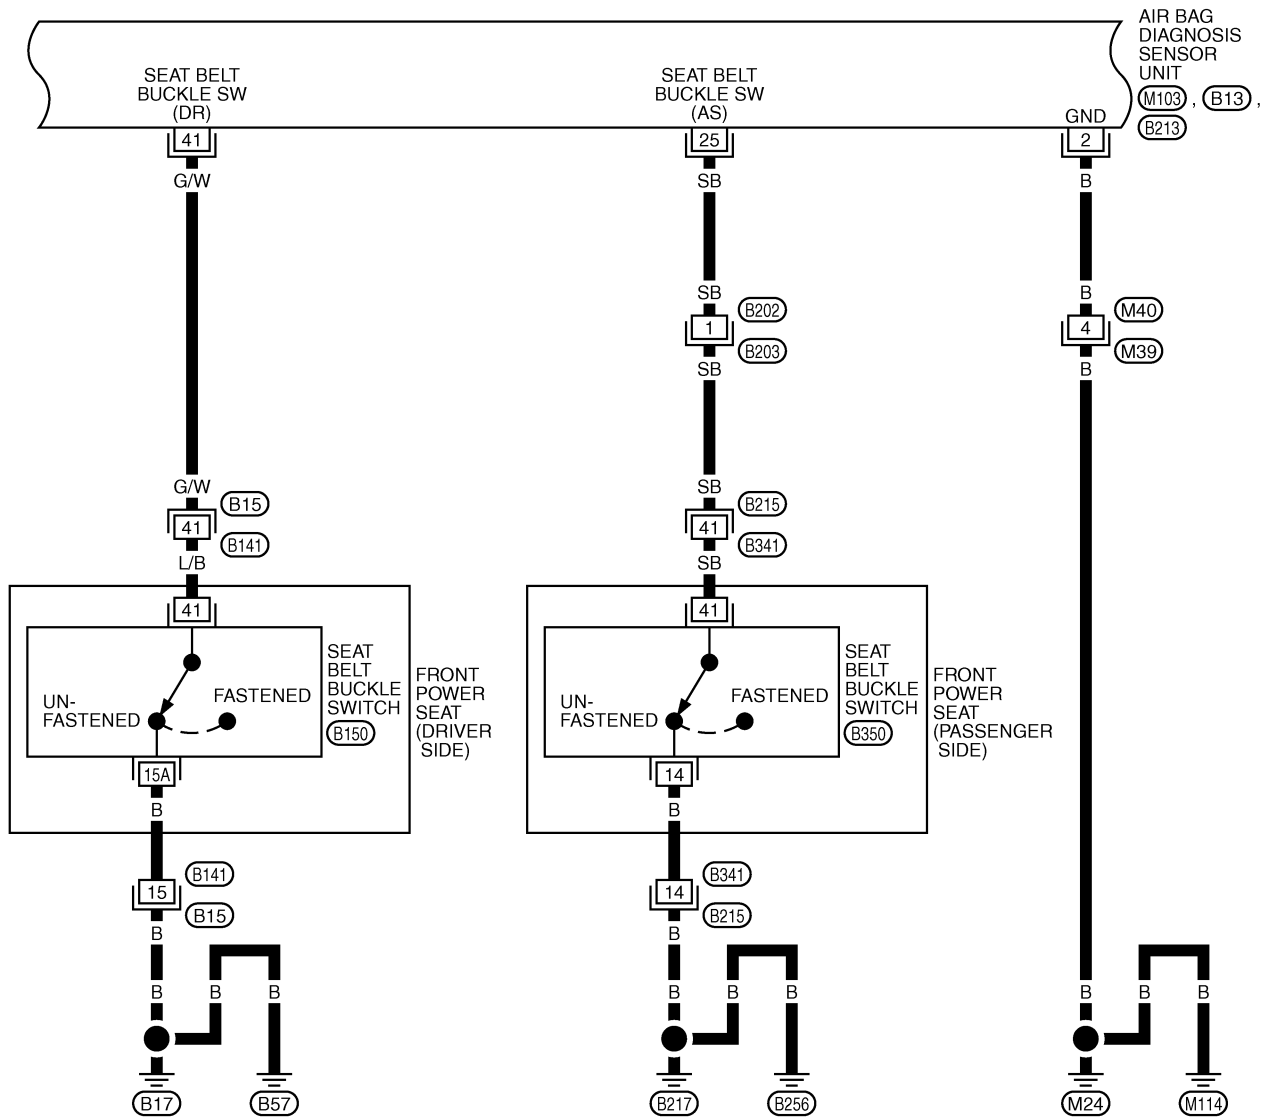 AIR BAG
DIAGNOSIS
SENSOR
UNIT
M103 , B13 ,
B213
SEAT BELT
BUCKLE SW
(DR)
SEAT BELT
BUCKLE SW
(AS)
GND
41
25
2
G/W
SB
B
SB
B
B202
M40
1
4
B203
M39
SB
B
G/W
SB
B15
B215
41
41
B141
B341
L/B
SB
41
41
SEAT
BELT
BUCKLE
SWITCH
B150
UN-
FASTENED
FASTENED
FRONT
POWER
SEAT
(DRIVER
SIDE)
SEAT
BELT
BUCKLE
SWITCH
B350
UN-
FASTENED
FASTENED
FRONT
POWER
SEAT
(PASSENGER
SIDE)
15A
14
B
B
B141
B341
15
14
B15
B215
B
B
B B B
B B B
B B B
B17
B57
B217
B256
M24
M114